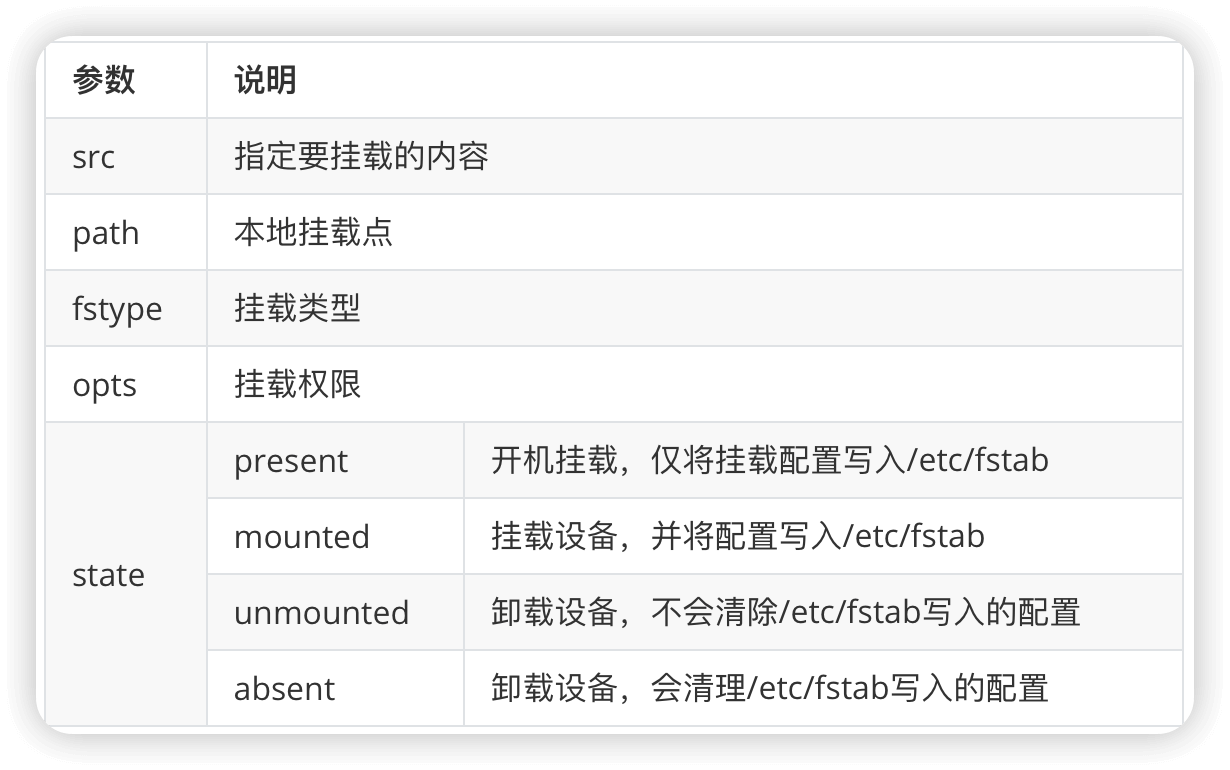 参数 说明
src 指定要挂载的内容
path 本地挂载点
fstype 挂载类型
opts 挂载权限
state
present 开机挂载，仅将挂载配置写入/etc/fstab
mounted 挂载设备，并将配置写入/etc/fstab
unmounted 卸载设备，不会清除/etc/fstab写入的配置
absent 卸载设备，会清理/etc/fstab写入的配置